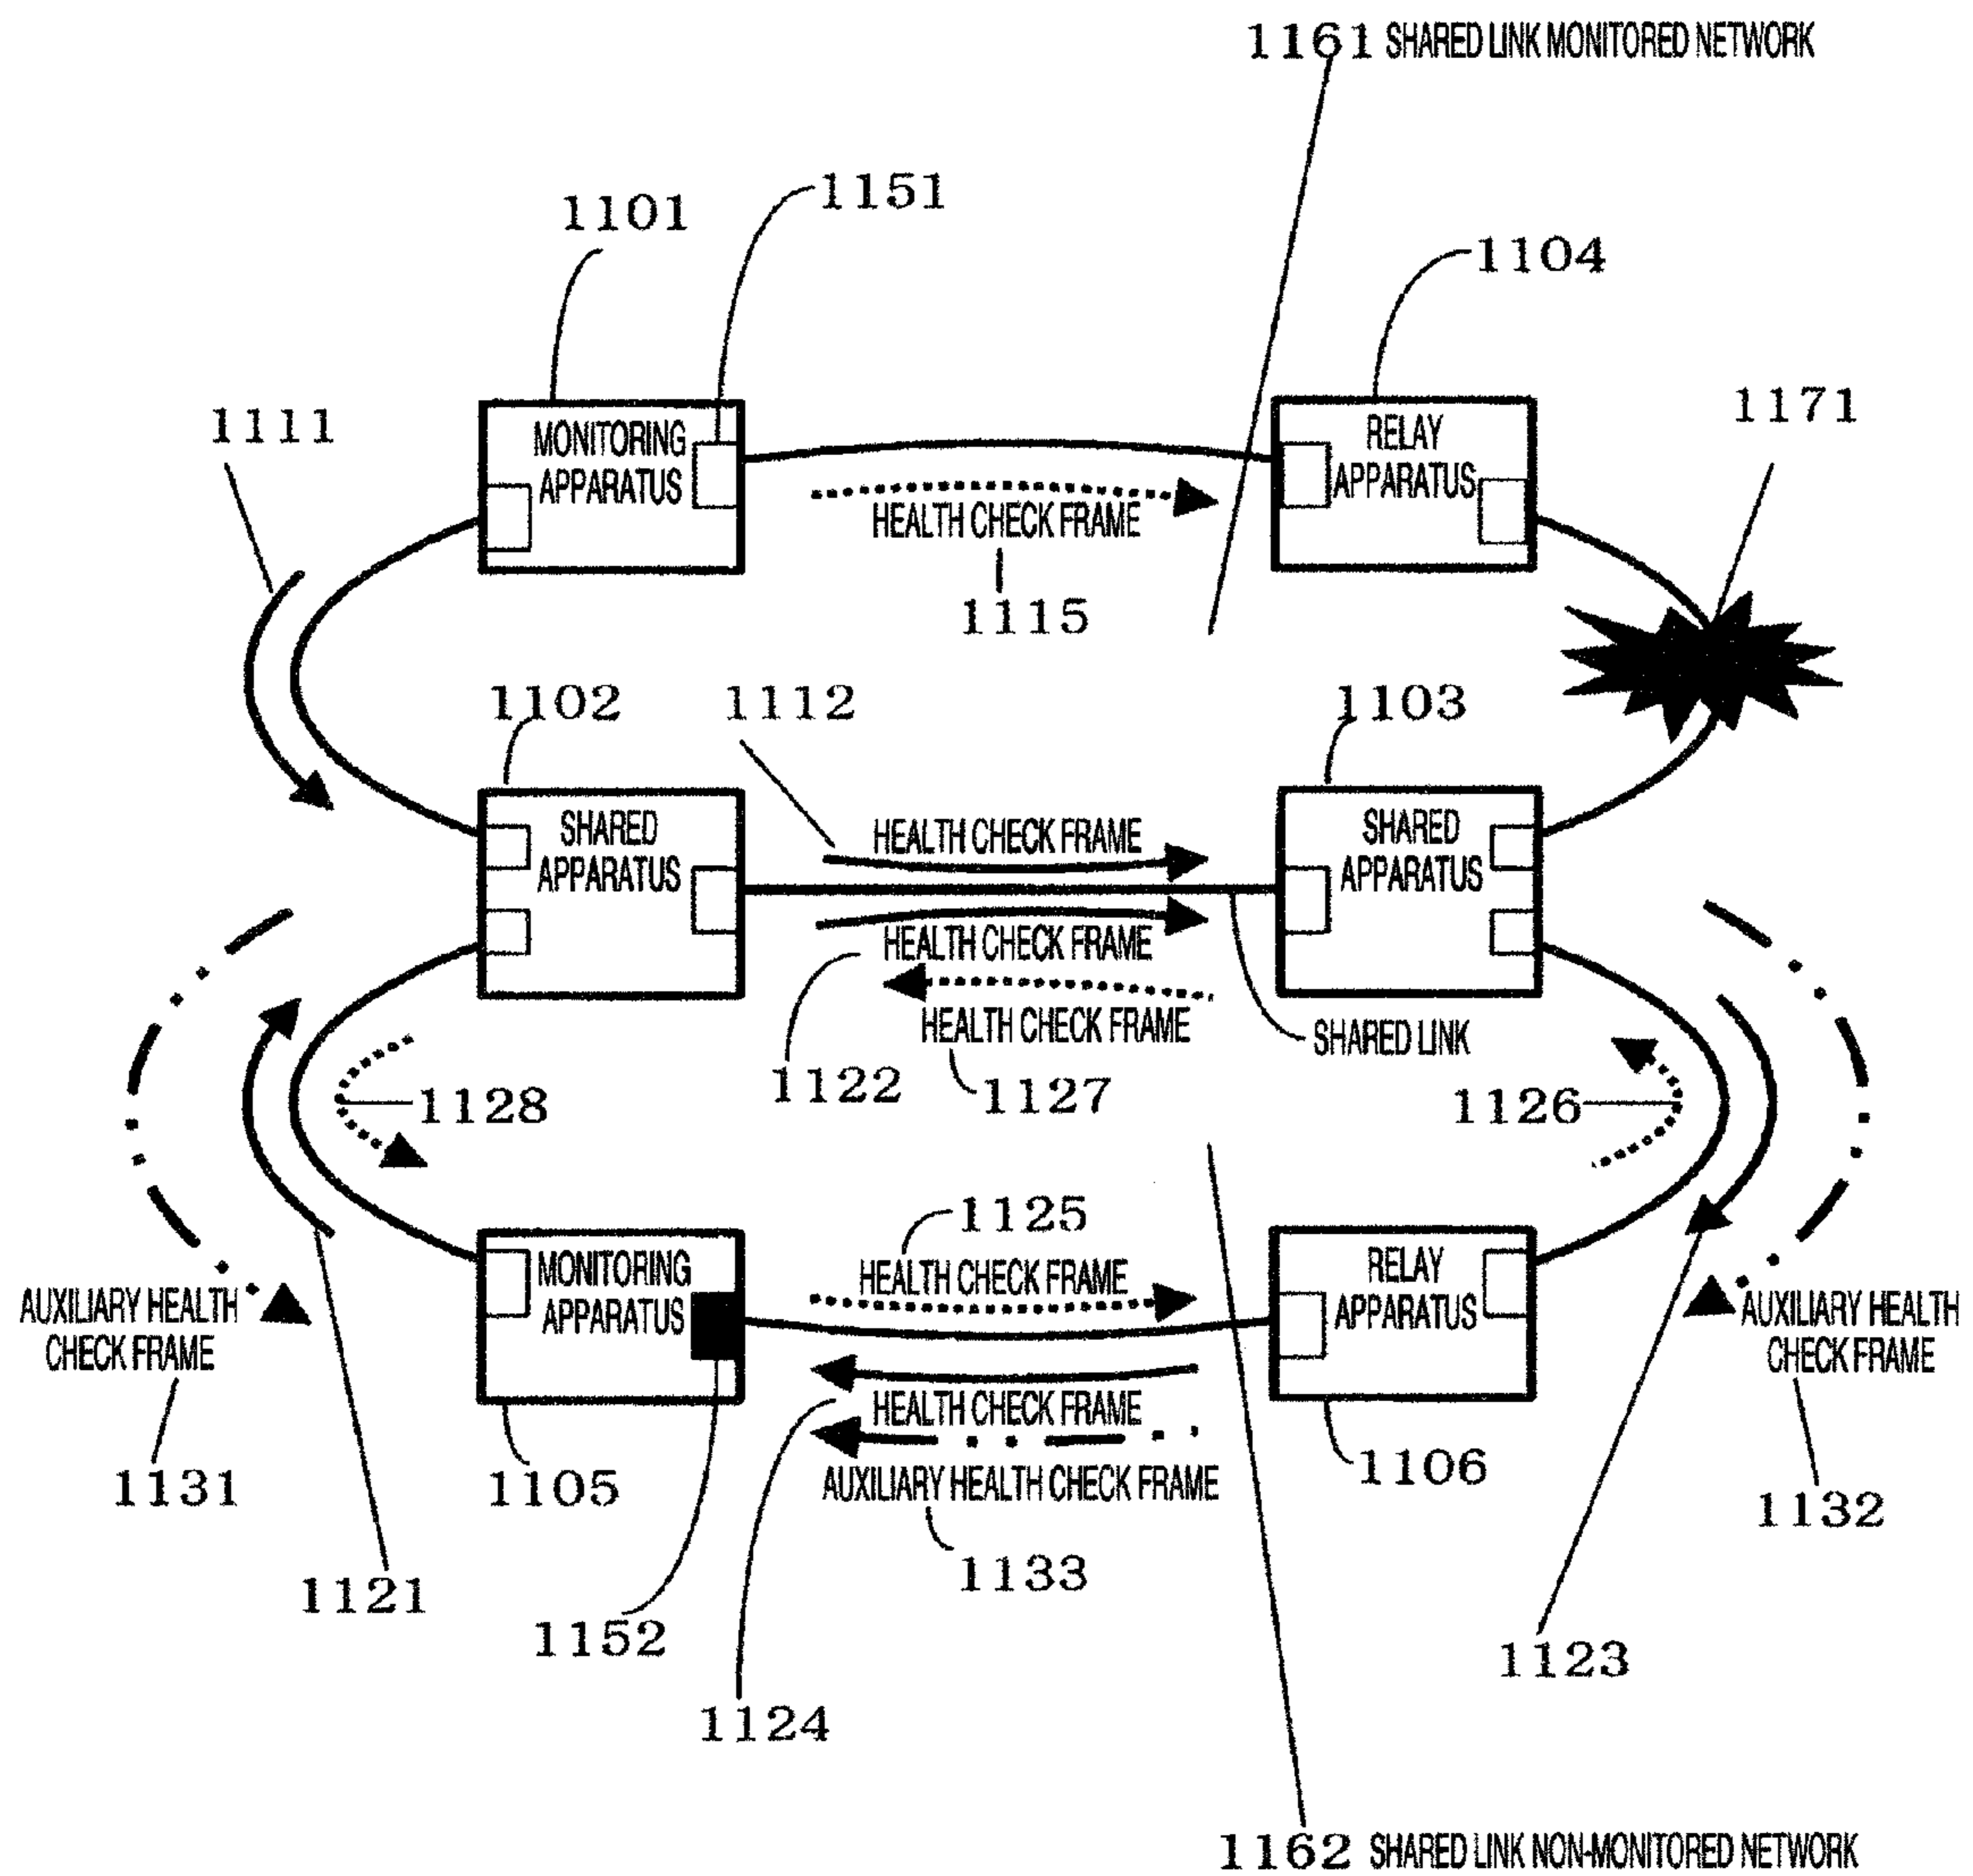 1161 SHARED LINK MONITORED NETWORK
1151
1101
1104
1171
1111
MONITORING
APPARATUS
RELAY
APPARATUS
HEALTH CHECK FRAME
1115
1102
1112
1103
SHARED
APPARATUS
HEALTH CHECK FRAME
SHARED
APPARATUS
HEALTH CHECK FRAME
HEALTH CHECK FRAME
SHARED LINK
1122
1127
1128
1126
1125
MONITORING
APPARATUS
HEALTH CHECK FRAME
RELAY
APPARATUS
AUXILIARY HEALTH
CHECK FRAME
AUXILIARY HEALTH
CHECK FRAME
HEALTH CHECK FRAME
1131
1105
AUXILIARY HEALTH CHECK FRAME
1106
1132
1133
1121
1152
1123
1124
1162 SHARED LINK NON-MONITORED NETWORK